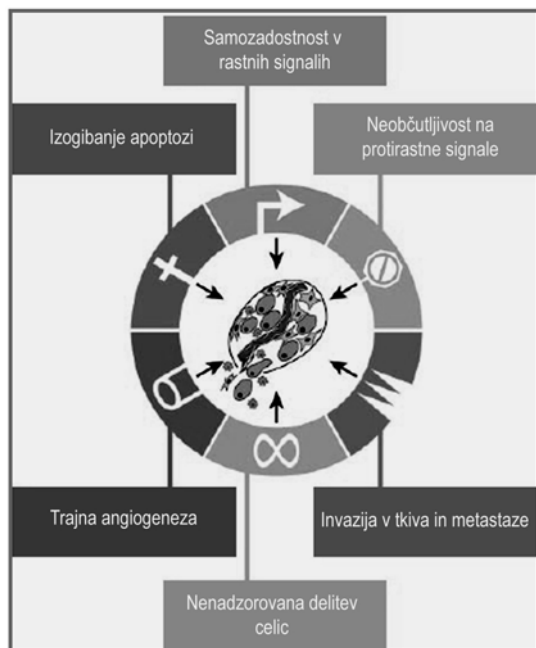 Samozadostnost v
rastnih signalih
Izogibanje apoptozi
Neobčutljivost na
protirastne signale
Trajna angiogeneza
Invazija v tkiva in metastaze
Nenadzorovana delitev
celic